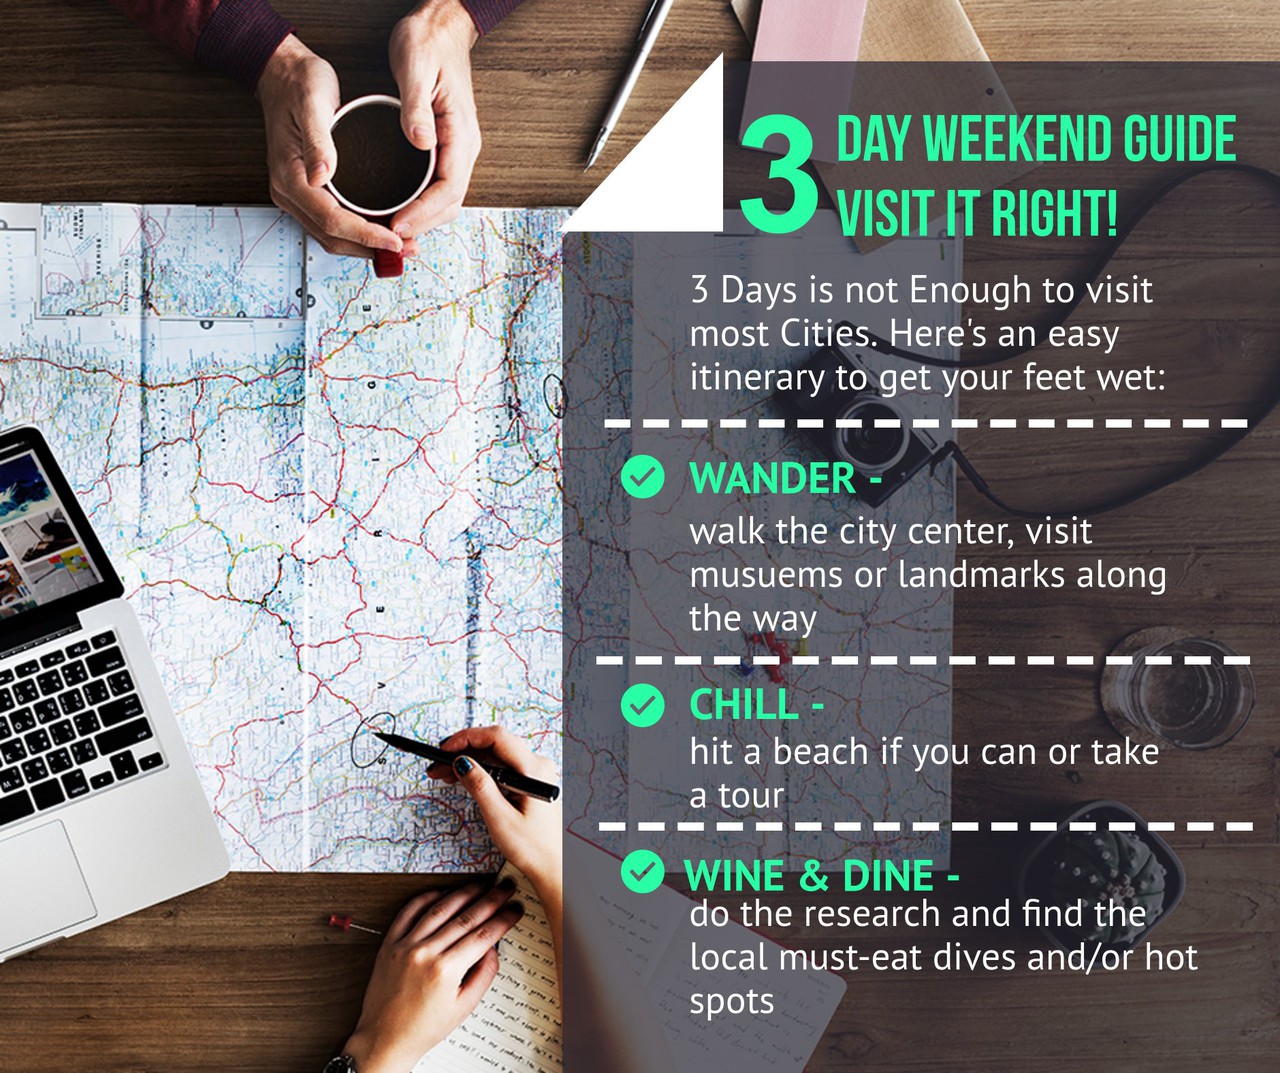 3 DAY WEEKEND GUIDE
VISIT IT RIGHT!
3 Days is not Enough to visit
most Cities. Here's an easy
itinerary to get your feet wet:
WANDER -
walk the city center, visit
musuems or landmarks along
the way
CHILL -
hit a beach if you can or take
a tour
WINE & DINE -
do the research and find the
local must-eat dives and/or hot
spots